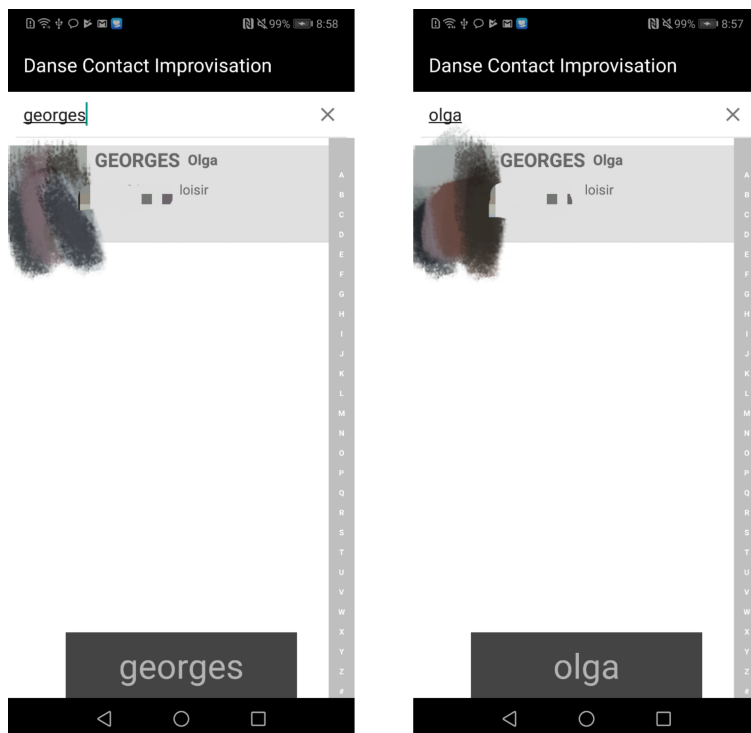 99% 8:58
Danse Contact Improvisation
georges
GEORGES Olga
loisir
A
B
C
D
E
F
G
H
I
J
K
L
M
N
O
P
Q
R
S
T
U
V
W
X
Y
Z
#
georges
99% 8:57
Danse Contact Improvisation
olga
GEORGES Olga
loisir
A
B
C
D
E
F
G
H
I
J
K
L
M
N
O
P
Q
R
S
T
U
V
W
X
Y
Z
#
olga